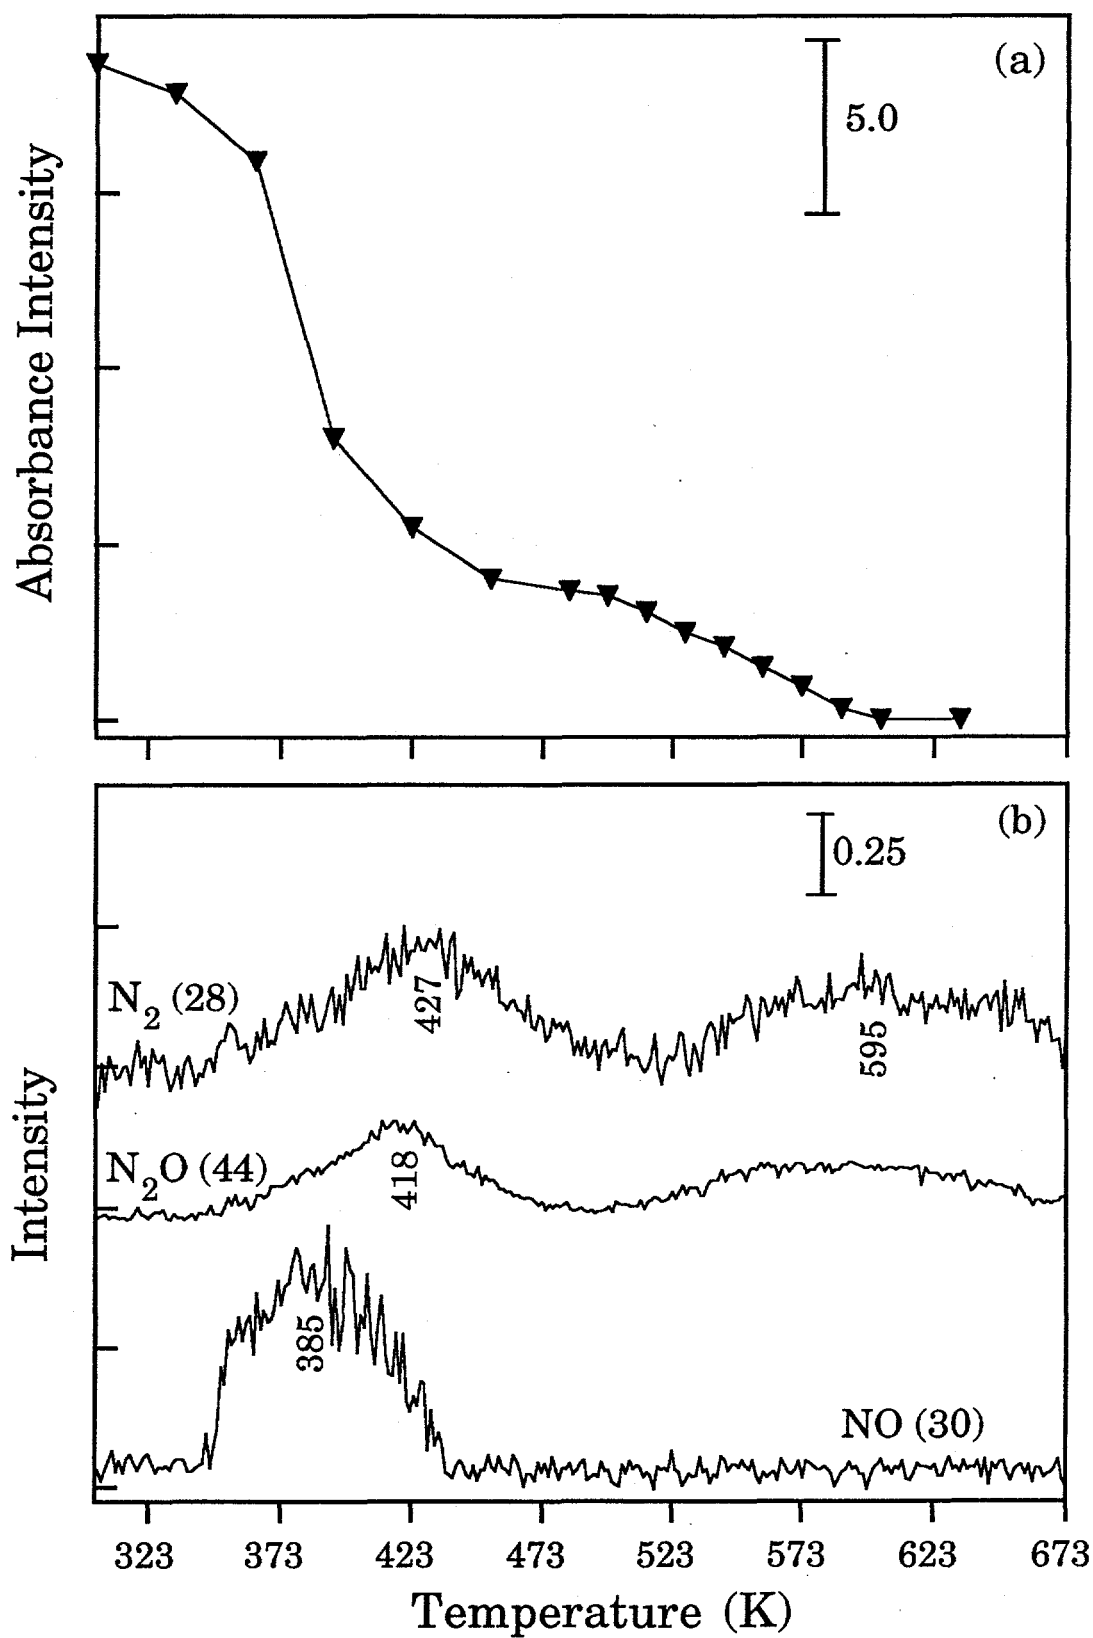 (a)
5.0
Absorbance Intensity
(b)
0.25
N2 (28)
427
595
N2O (44)
418
385
NO (30)
Intensity
323 373 423 473 523 573 623 673
Temperature (K)